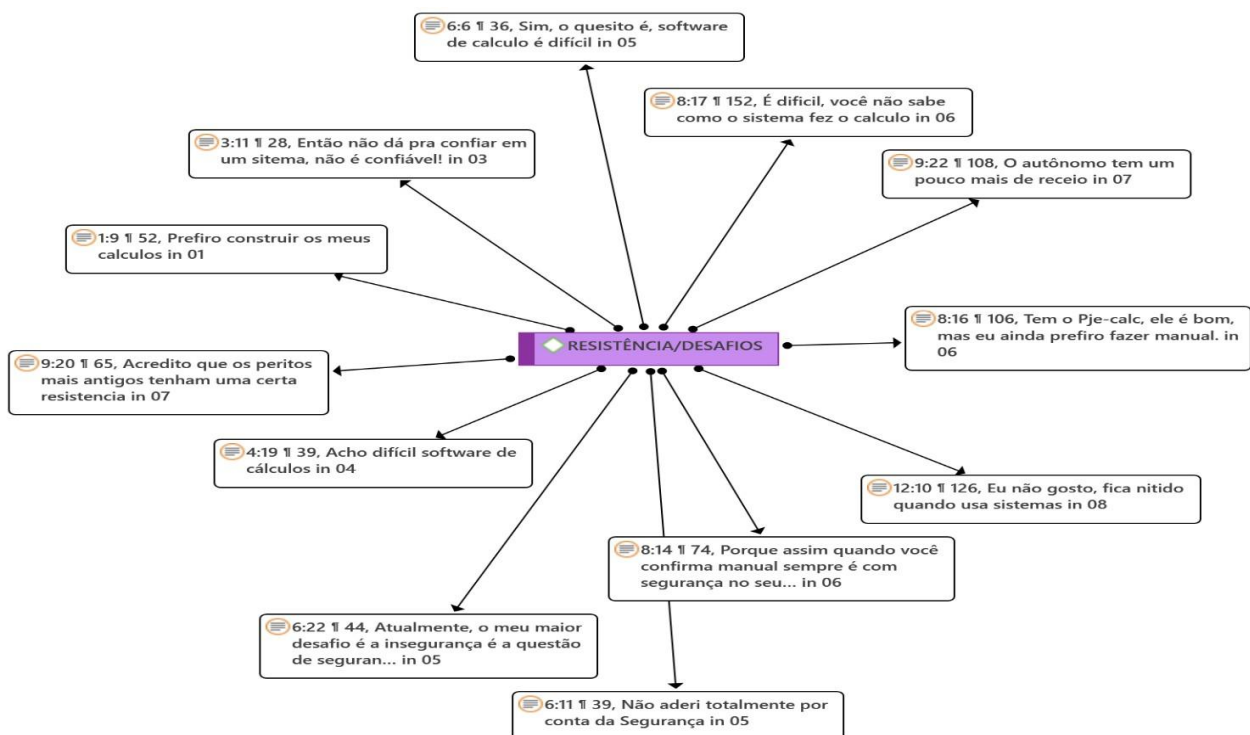 6:6 ¶ 36, Sim, o quesito é, software
de calculo é difícil in 05
8:17 ¶ 152, É dificil, você não sabe
como o sistema fez o calculo in 06
3:11 ¶ 28, Então não dá pra confiar em
um sitema, não é confiável! in 03
9:22 ¶ 108, O autônomo tem um
pouco mais de receio in 07
1:9 ¶ 52, Prefiro construir os meus
calculos in 01
8:16 ¶ 106, Tem o Pje-calc, ele é bom,
mas eu ainda prefiro fazer manual. in
06
RESISTÊNCIA/DESAFIOS
9:20 ¶ 65, Acredito que os peritos
mais antigos tenham uma certa
resistencia in 07
4:19 ¶ 39, Acho difícil software de
cálculos in 04
12:10 ¶ 126, Eu não gosto, fica nitido
quando usa sistemas in 08
8:14 ¶ 74, Porque assim quando você
confirma manual sempre é com
segurança no seu... in 06
6:22 ¶ 44, Atualmente, o meu maior
desafio é a insegurança é a questão
de seguran... in 05
6:11 ¶ 39, Não aderi totalmente por
conta da Segurança in 05